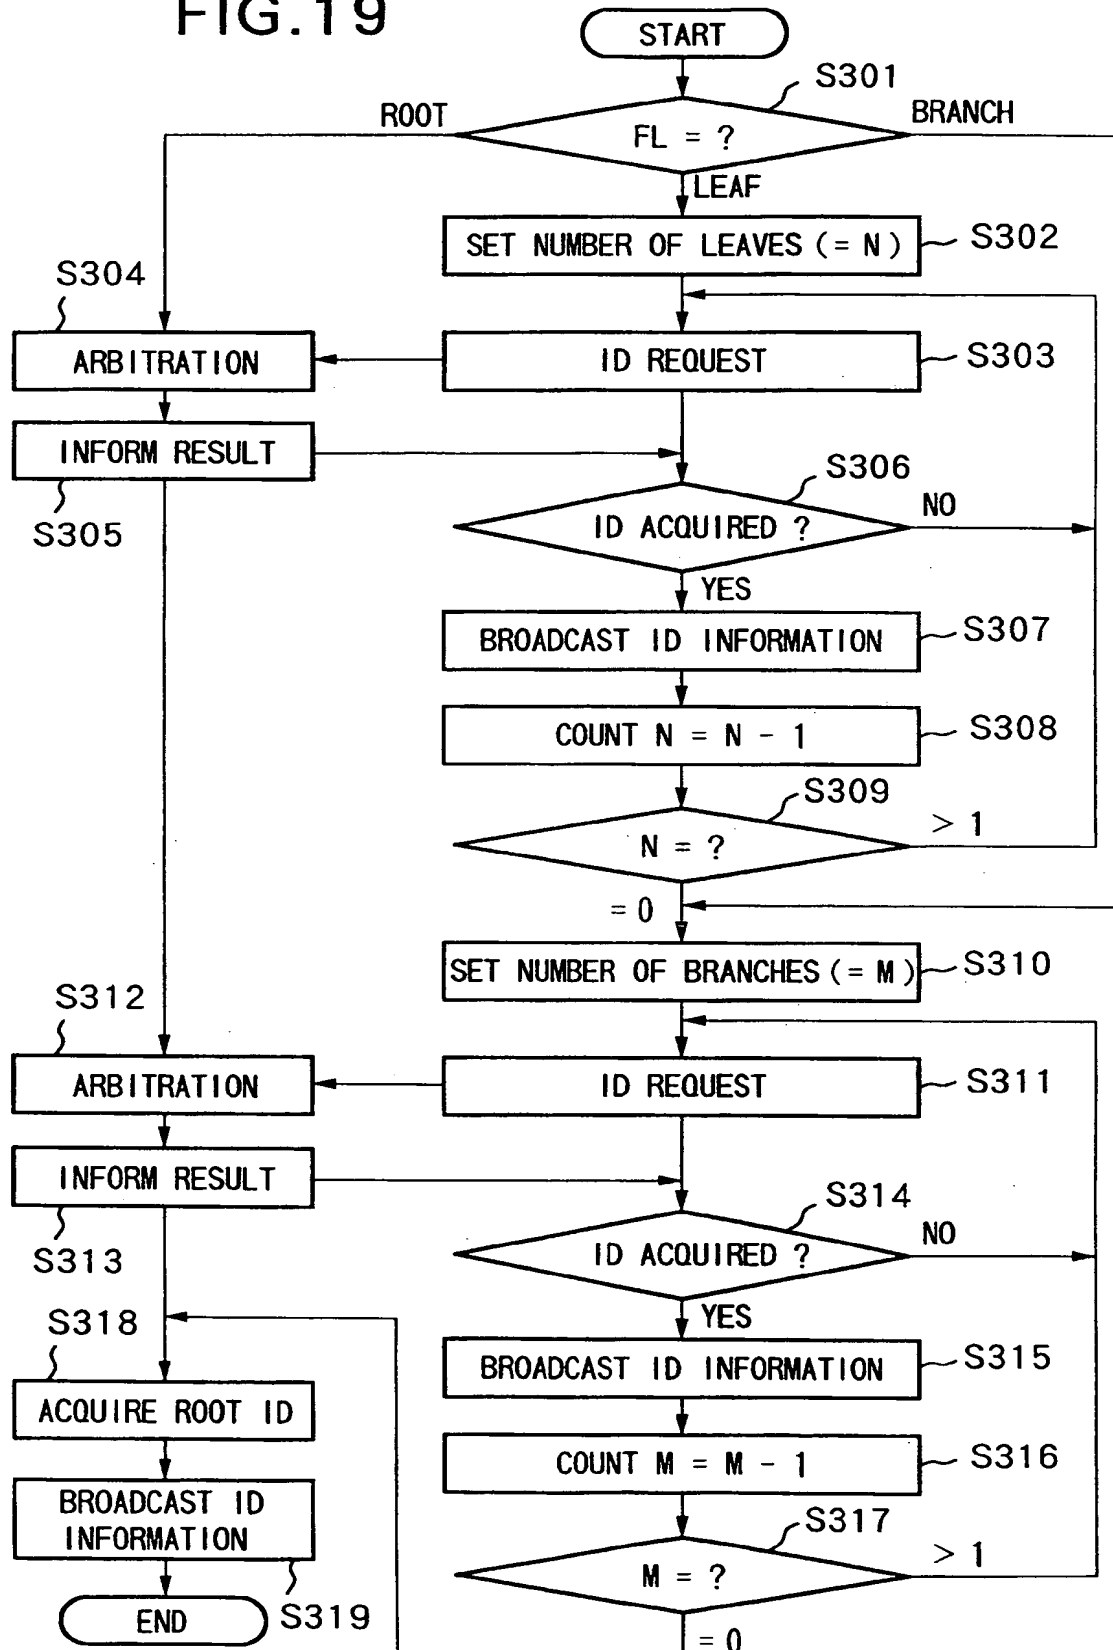 FIG.19
START
S301
ROOT
BRANCH
FL = ?
LEAF
SET NUMBER OF LEAVES (= N)
S302
S304
ARBITRATION
ID REQUEST
S303
INFORM RESULT
S305
S306
ID ACQUIRED ?
NO
YES
BROADCAST ID INFORMATION
S307
COUNT N = N - 1
S308
S309
N = ?
> 1
= 0
SET NUMBER OF BRANCHES (= M)
S310
S312
ARBITRATION
ID REQUEST
S311
INFORM RESULT
S313
S314
ID ACQUIRED ?
NO
YES
S318
BROADCAST ID INFORMATION
S315
ACQUIRE ROOT ID
COUNT M = M - 1
S316
BROADCAST ID
INFORMATION
S317
M = ?
> 1
END
S319
= 0